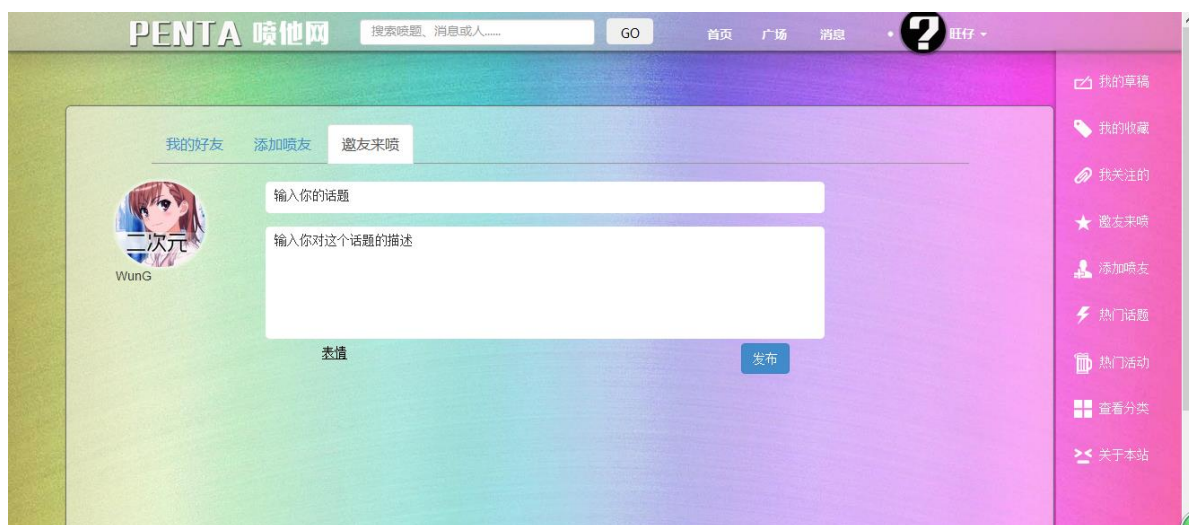 PENTA 喷他网 搜索喷题、消息或人...... GO 首页 广场 消息 旺仔
我的草稿
我的收藏
我关注的
邀友来喷
添加喷友
热门话题
热门活动
查看分类
关于本站
我的好友 添加喷友 邀友来喷
输入你的话题
二次元
WunG
输入你对这个话题的描述
表情 发布